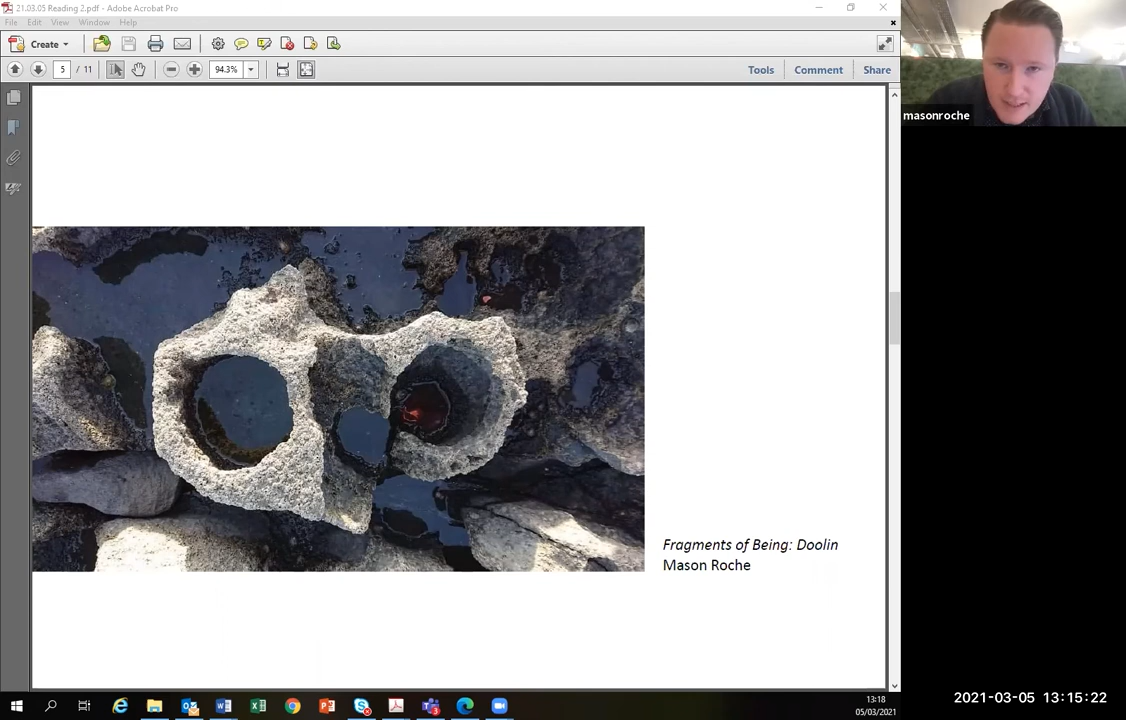 21.03.05 Reading 2.pdf - Adobe Acrobat Pro
File Edit View Window Help
Create
5 / 11
94.3%
Tools Comment Share
masonroche
Fragments of Being: Doolin
Mason Roche
13:18
05/03/2021
2021-03-05 13:15:22